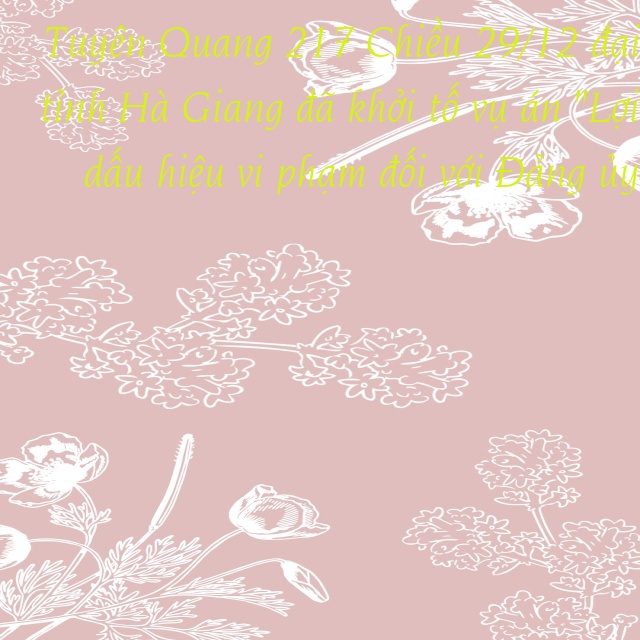 Tuyên Quang 217 Chiều 29/12 đại
tỉnh Hà Giang đã khởi tố vụ án "Lợi
dấu hiệu vi phạm đối với Đảng ủy